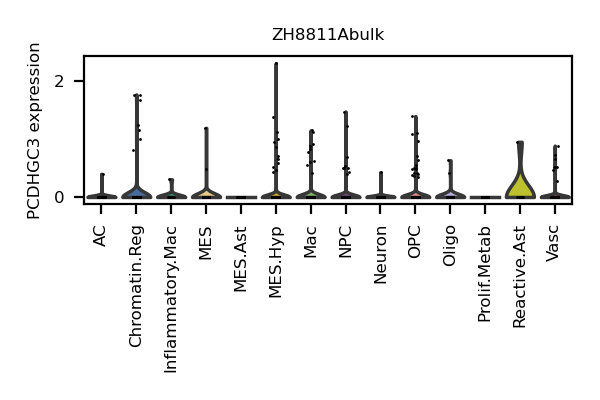 ZH8811Abulk
PCDHGC3 expression
2
0
AC
Chromatin.Reg
Inflammatory.Mac
MES
MES.Ast
MES.Hyp
Mac
NPC
Neuron
OPC
Oligo
Prolif.Metab
Reactive.Ast
Vasc